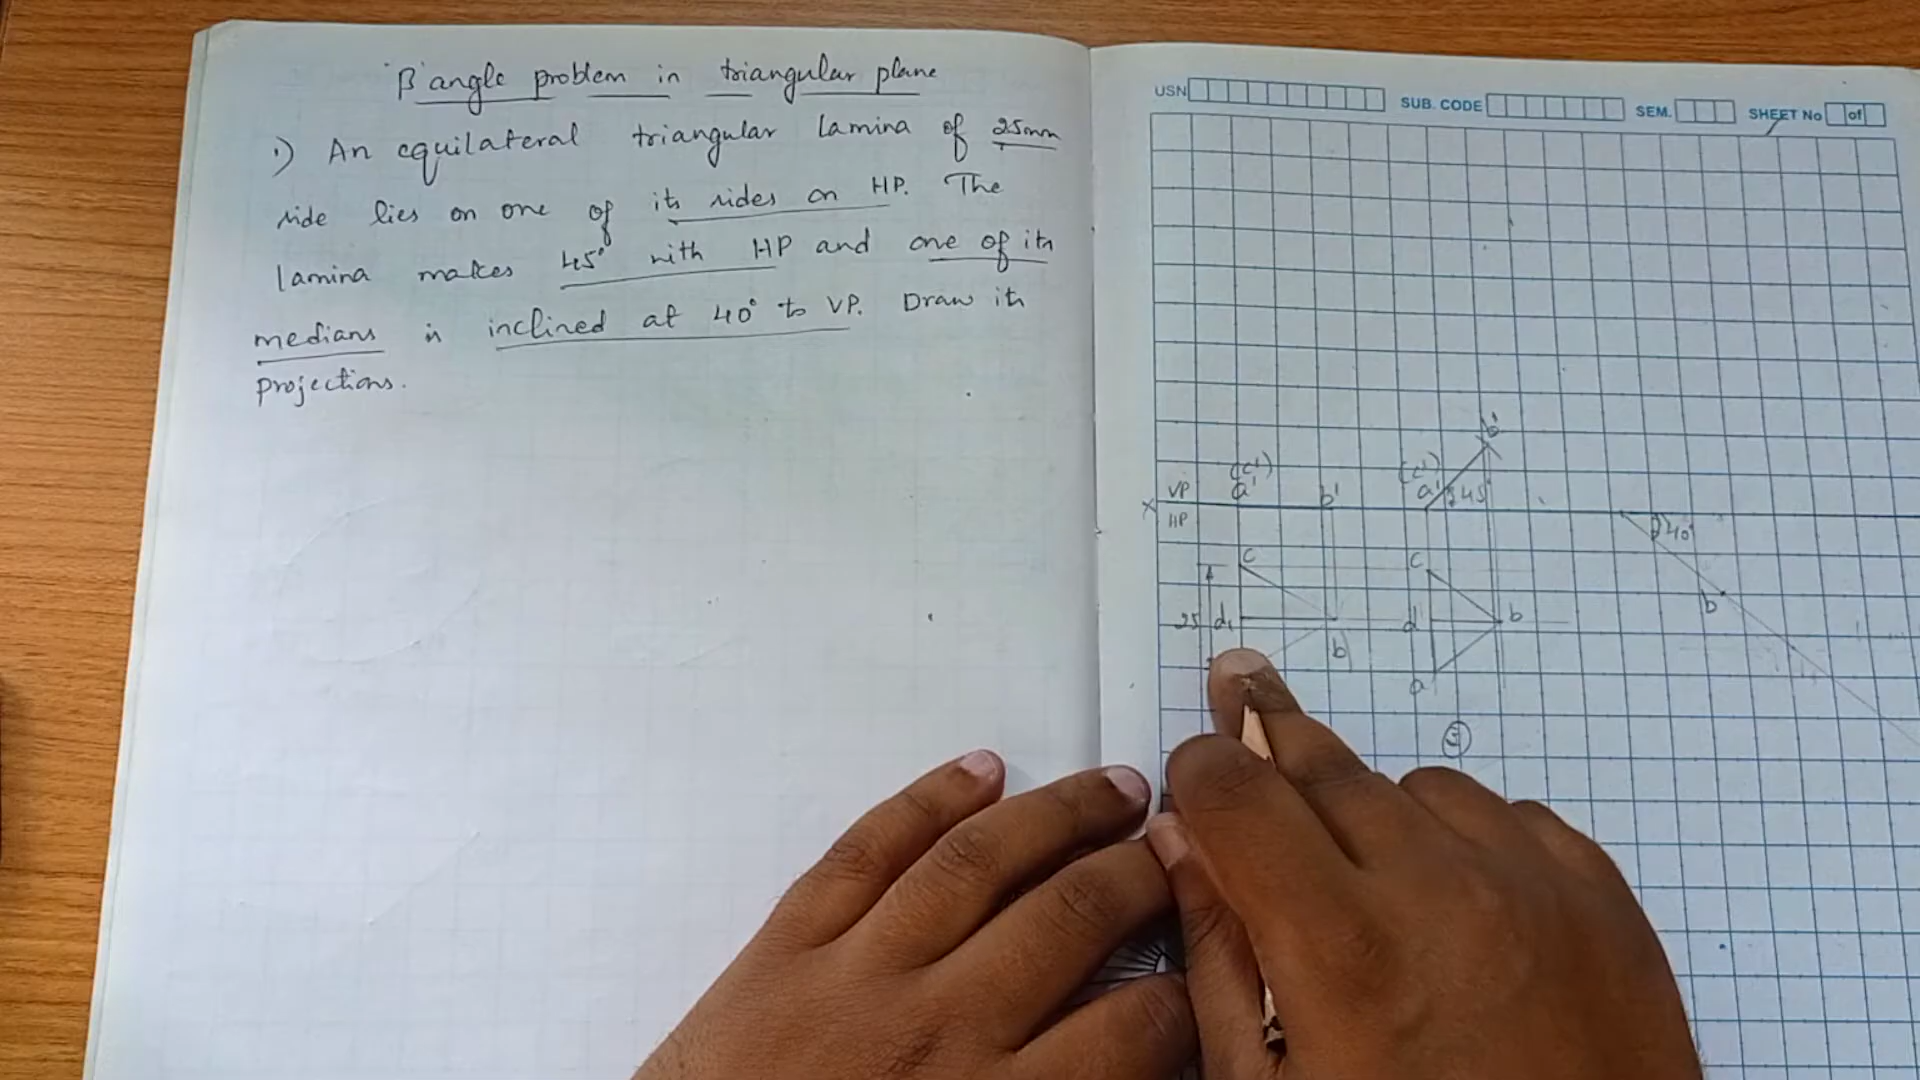 'β' angle problem in triangular plane
1) An equilateral triangular lamina of 25mm
side lies on one of its sides on HP. The
lamina makes 45° with HP and one of its
medians is inclined at 40° to VP. Draw its
projections.
USN SUB. CODE SEM. SHEET No of
b'
(c') (c')
a' b' a' 45°
X VP
HP
β 40°
c c
b
25 d, d b
b
a